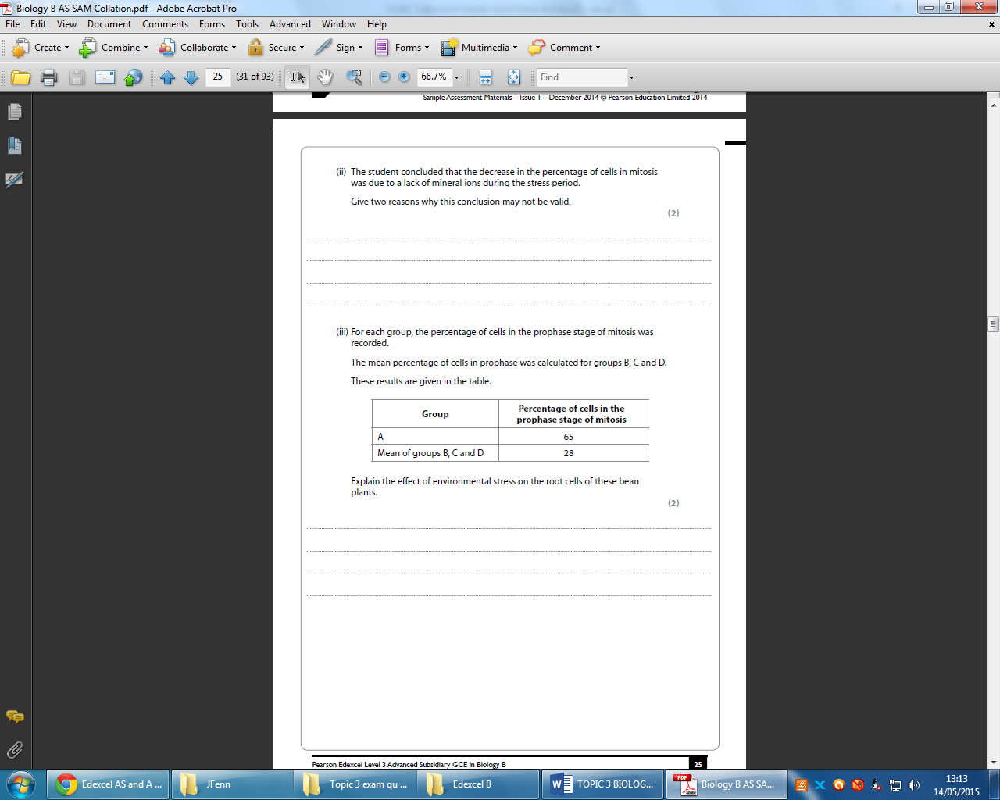 Biology B AS SAM Collation.pdf - Adobe Acrobat Pro
File Edit View Document Comments Forms Tools Advanced Window Help
Create Combine Collaborate Secure Sign Forms Multimedia Comment
25 (31 of 93) 66.7% Find
Sample Assessment Materials – Issue 1 – December 2014 © Pearson Education Limited 2014
(ii) The student concluded that the decrease in the percentage of cells in mitosis
was due to a lack of mineral ions during the stress period.
Give two reasons why this conclusion may not be valid.
(2)
(iii) For each group, the percentage of cells in the prophase stage of mitosis was
recorded.
The mean percentage of cells in prophase was calculated for groups B, C and D.
These results are given in the table.
Group Percentage of cells in the
prophase stage of mitosis
A 65
Mean of groups B, C and D 28
Explain the effect of environmental stress on the root cells of these bean
plants.
(2)
Pearson Edexcel Level 3 Advanced Subsidiary GCE in Biology B 25
Edexcel AS and A ... JFenn Topic 3 exam qu ... Edexcel B TOPIC 3 BIOLOG... Biology B AS SA... 13:13
14/05/2015